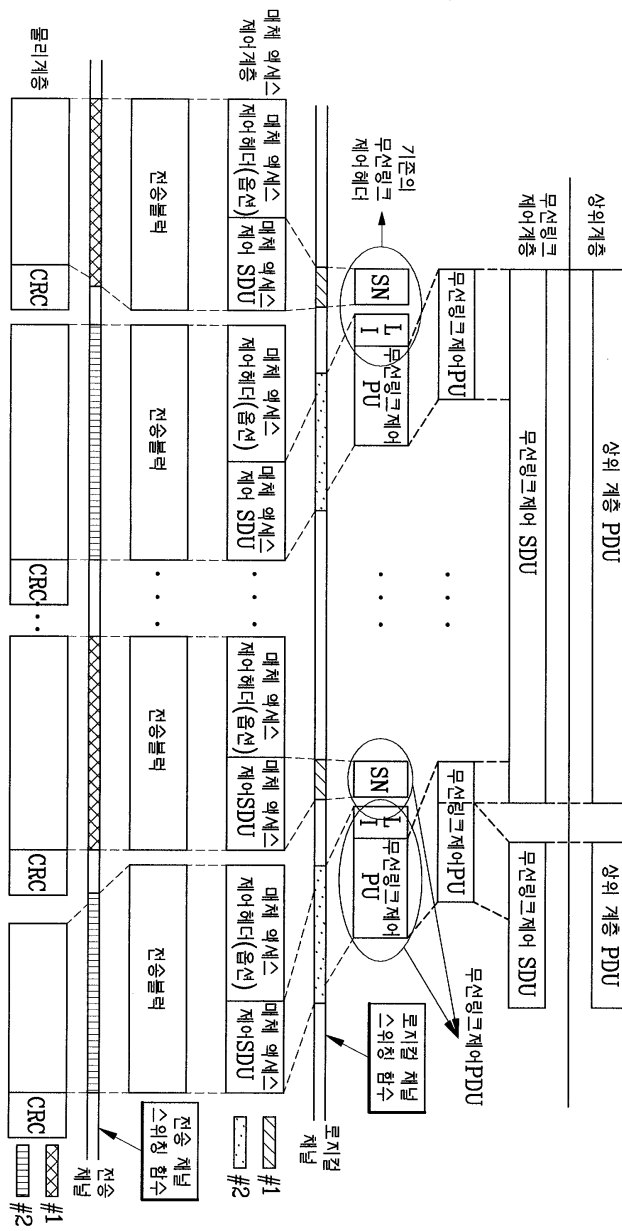 상위계층
상위 계층 PDU
상위 계층 PDU
무선링크
제어계층
무선링크제어 SDU
무선링크제어 SDU
무선링크제어PU
무선링크제어PU
무선링크제어PDU
기존의
무선링크
제어헤더
SN
L
I
무선링크제어
PU
SN
L
I
무선링크제어
PU
로지컬 채널
스위칭 함수
로지컬
채널
#1
#2
매체 액세스
제어계층
매체 액세스
제어헤더(옵션)
매체 액세스
제어 SDU
매체 액세스
제어헤더(옵션)
매체 액세스
제어 SDU
매체 액세스
제어헤더(옵션)
매체 액세스
제어SDU
매체 액세스
제어헤더(옵션)
매체 액세스
제어SDU
전송블럭
전송블럭
전송블럭
전송블럭
전송 채널
스위칭 함수
전송
채널
#1
#2
물리계층
CRC
CRC
CRC
CRC